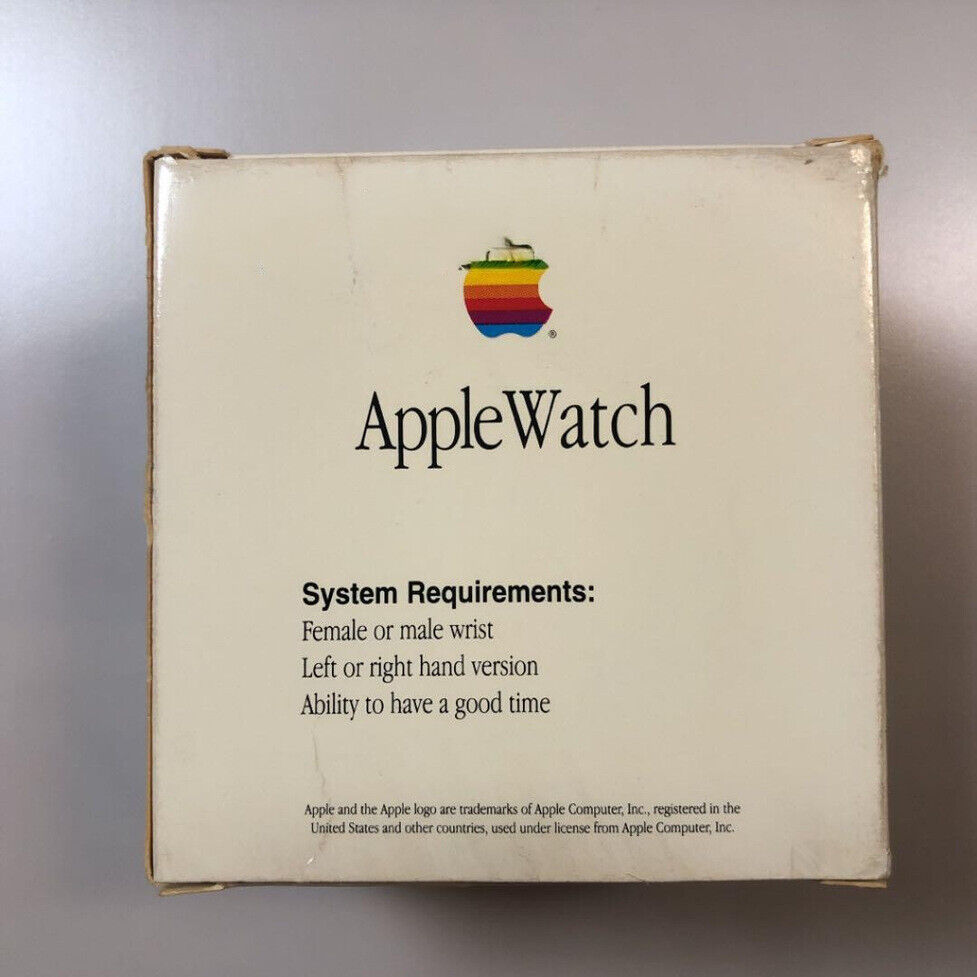 ®
AppleWatch
System Requirements:
Female or male wrist
Left or right hand version
Ability to have a good time
Apple and the Apple logo are trademarks of Apple Computer, Inc., registered in the
United States and other countries, used under license from Apple Computer, Inc.